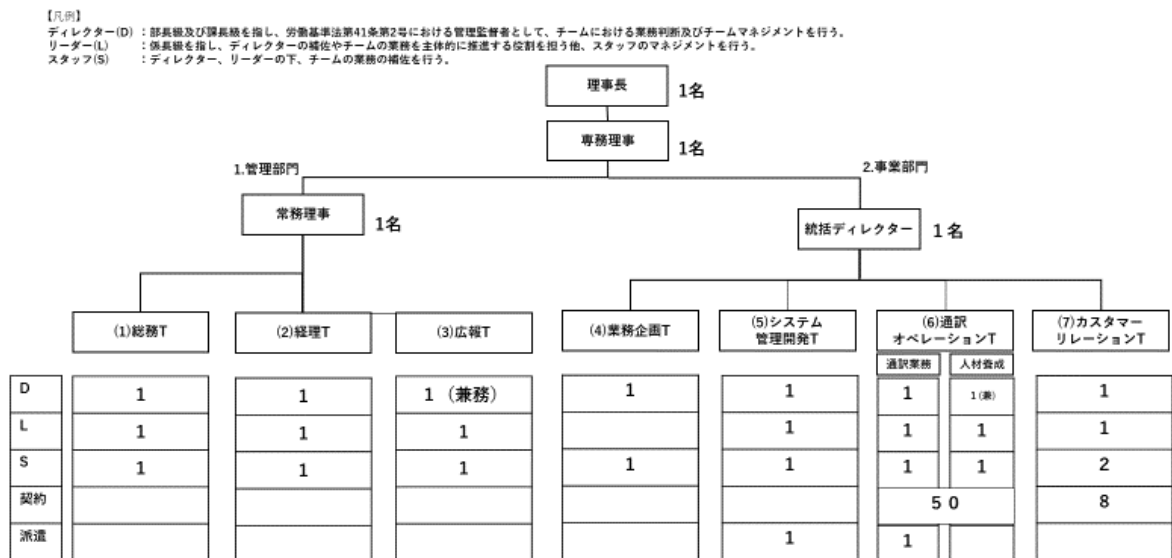 【凡例】
ディレクター(D) ：部長級及び課長級を指し、労働基準法第41条第2号における管理監督者として、チームにおける業務判断及びチームマネジメントを行う。
リーダー(L) ：係長級を指し、ディレクターの補佐やチームの業務を主体的に推進する役割を担う他、スタッフのマネジメントを行う。
スタッフ(S) ：ディレクター、リーダーの下、チームの業務の補佐を行う。
理事長 1名
専務理事 1名
1.管理部門 2.事業部門
常務理事 1名
統括ディレクター 1名
(1)総務T (2)経理T (3)広報T (4)業務企画T
(5)システム
管理開発T
(6)通訳
オペレーションT
(7)カスタマー
リレーションT
通訳業務 人材養成
D 1 1 1（兼務） 1 1 1 1(兼) 1
L 1 1 1 1 1 1 1
S 1 1 1 1 1 1 1 2
契約 50 8
派遣 1 1